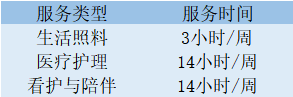 服务类型 服务时间
生活照料 3小时/周
医疗护理 14小时/周
看护与陪伴 14小时/周